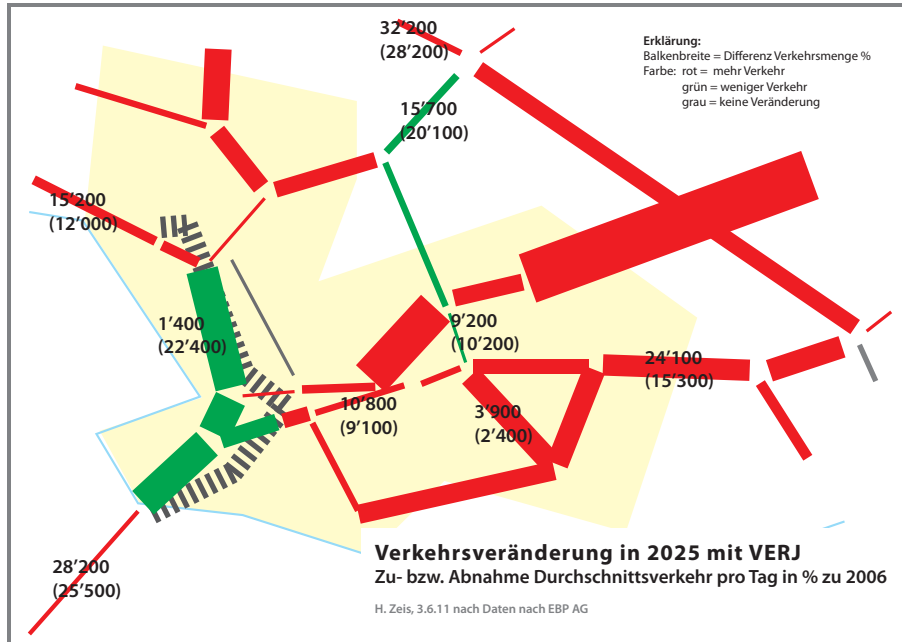 32’200
(28’200)
Erklärung:
Balkenbreite = Differenz Verkehrsmenge %
Farbe: rot = mehr Verkehr
grün = weniger Verkehr
grau = keine Veränderung
15’700
(20’100)
15’200
(12’000)
1’400
(22’400)
9’200
(10’200)
24’100
(15’300)
10’800
(9’100)
3’900
(2’400)
28’200
(25’500)
Verkehrsveränderung in 2025 mit VERJ
Zu- bzw. Abnahme Durchschnittsverkehr pro Tag in % zu 2006
H. Zeis, 3.6.11 nach Daten nach EBP AG